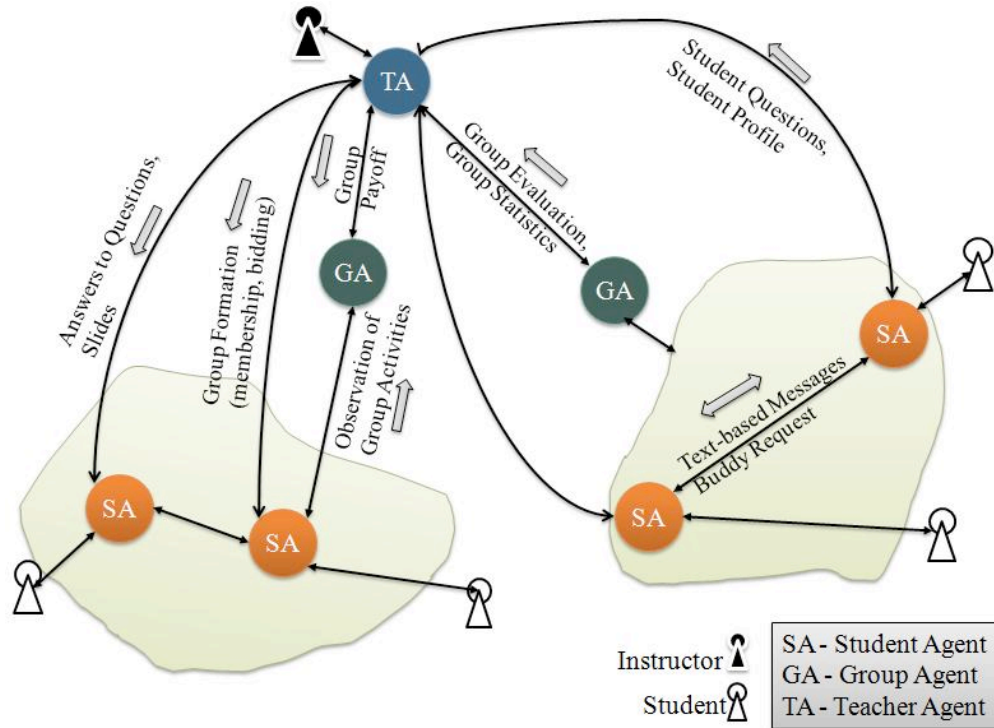 TA
Student Questions,
Student Profile
Answers to Questions,
Slides
Group Formation
(membership, bidding)
Group
Payoff
Group Evaluation,
Group Statistics
GA
GA
Observation of
Group Activities
SA
Text-based Messages
Buddy Request
SA
SA
SA
Instructor
Student
SA - Student Agent
GA - Group Agent
TA - Teacher Agent